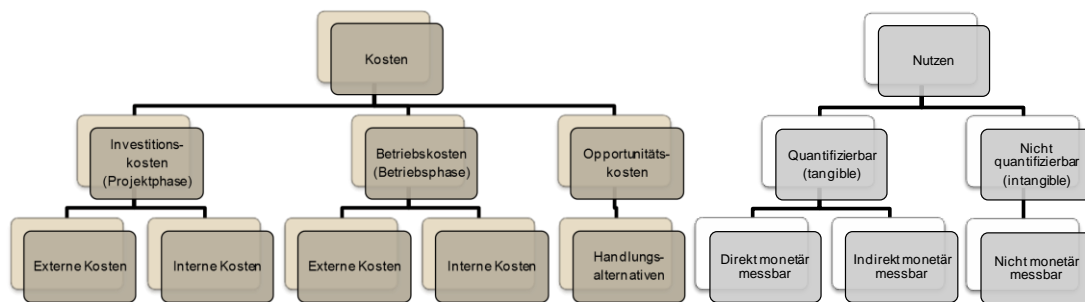 Kosten
Nutzen
Investitions-
kosten
(Projektphase)
Betriebskosten
(Betriebsphase)
Opportunitäts-
kosten
Quantifizierbar
(tangible)
Nicht
quantifizierbar
(intangible)
Externe Kosten
Interne Kosten
Externe Kosten
Interne Kosten
Handlungs-
alternativen
Direkt monetär
messbar
Indirekt monetär
messbar
Nicht monetär
messbar